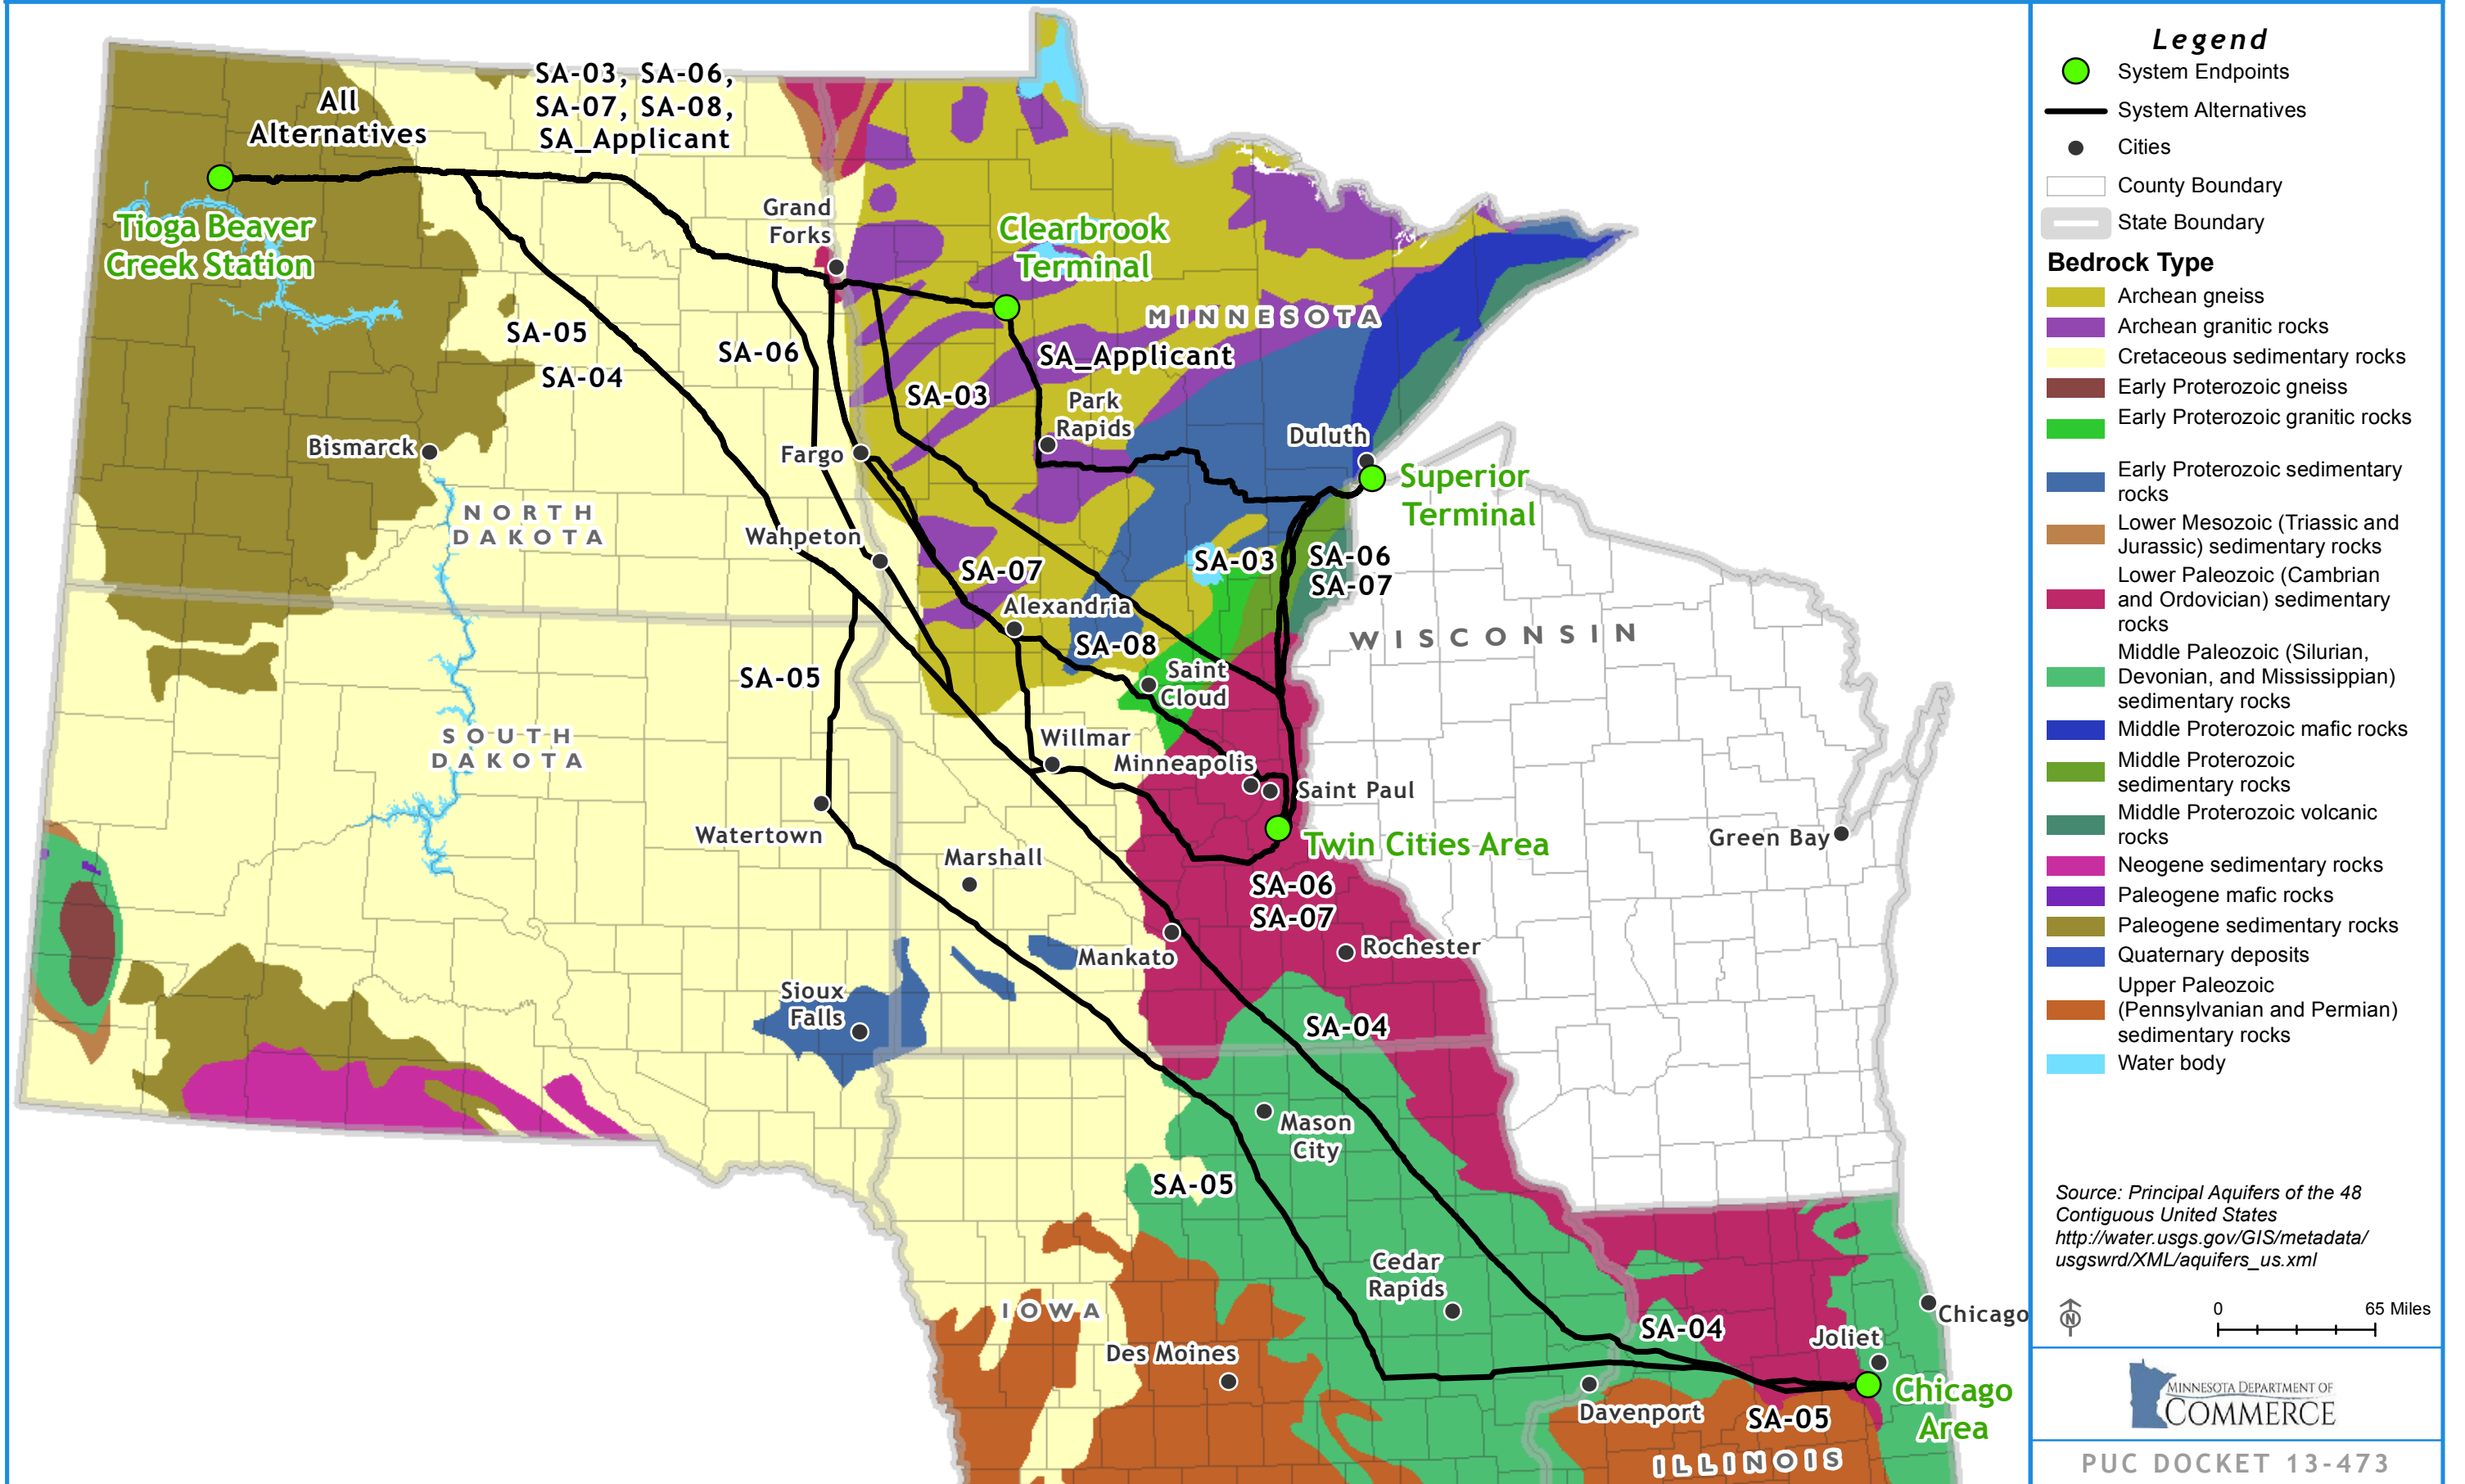 All
Alternatives
SA-03, SA-06,
SA-07, SA-08,
SA_Applicant
Tioga Beaver
Creek Station
Grand
Forks
Clearbrook
Terminal
MINNESOTA
SA-05
SA-04
SA-06
SA_Applicant
SA-03
Park
Rapids
Bismarck
Fargo
Duluth
Superior
Terminal
NORTH
DAKOTA
Wahpeton
SA-07
SA-03
SA-06
SA-07
Alexandria
SA-08
WISCONSIN
SA-05
Saint
Cloud
SOUTH
DAKOTA
Willmar
Minneapolis
Saint Paul
Watertown
Twin Cities Area
Green Bay
Marshall
SA-06
SA-07
Mankato
Rochester
Sioux
Falls
SA-04
Mason
City
SA-05
Cedar
Rapids
IOWA
Chicago
SA-04
Joliet
Des Moines
Davenport
SA-05
Chicago
Area
ILLINOIS
Legend
System Endpoints
System Alternatives
Cities
County Boundary
State Boundary
Bedrock Type
Archean gneiss
Archean granitic rocks
Cretaceous sedimentary rocks
Early Proterozoic gneiss
Early Proterozoic granitic rocks
Early Proterozoic sedimentary
rocks
Lower Mesozoic (Triassic and
Jurassic) sedimentary rocks
Lower Paleozoic (Cambrian
and Ordovician) sedimentary
rocks
Middle Paleozoic (Silurian,
Devonian, and Mississippian)
sedimentary rocks
Middle Proterozoic mafic rocks
Middle Proterozoic
sedimentary rocks
Middle Proterozoic volcanic
rocks
Neogene sedimentary rocks
Paleogene mafic rocks
Paleogene sedimentary rocks
Quaternary deposits
Upper Paleozoic
(Pennsylvanian and Permian)
sedimentary rocks
Water body
Source: Principal Aquifers of the 48
Contiguous United States
http://water.usgs.gov/GIS/metadata/
usgswrd/XML/aquifers_us.xml
N
0 65 Miles
MINNESOTA DEPARTMENT OF
COMMERCE
PUC DOCKET 13-473